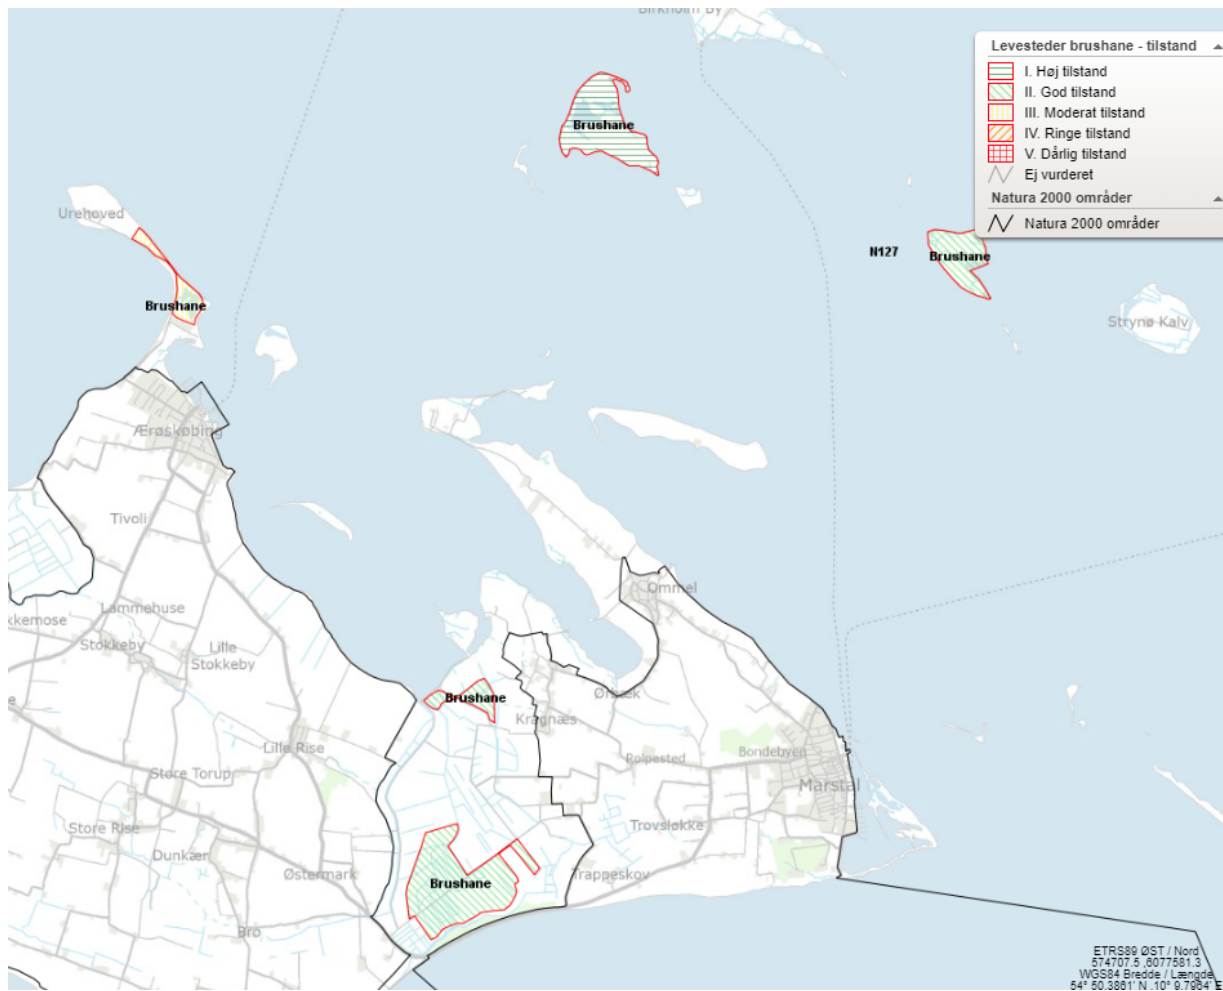 Birkholm By
Levesteder brushane - tilstand
I. Høj tilstand
II. God tilstand
III. Moderat tilstand
IV. Ringe tilstand
V. Dårlig tilstand
Ej vurderet
Natura 2000 områder
Natura 2000 områder
Brushane
Urehoved
N127
Brushane
Brushane
Strynø Kalv
Ærøskøbing
Tivoli
Ommel
Lammehuse
kkemose
Stokkeby
Lille
Stokkeby
Ørbæk
Brushane
e
Kragnæs
Lille Rise
Rolpested
Bondebyen
Store Torup
Marstal
Store Rise
Trovsløkke
Dunkær
Østermark
Trappeskov
Brushane
Bro
ETRS89 ØST / Nord
574707.5 ,6077581.3
WGS84 Bredde / Længde
54° 50.3861' N ,10° 9.7964' E